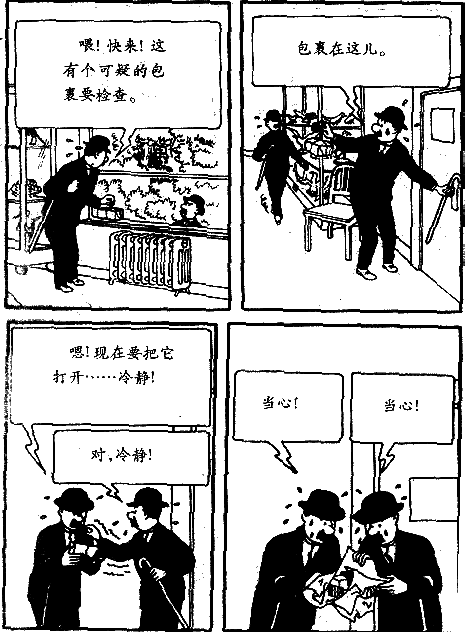 喂！快来！这
有个可疑的包
裹要检查。
包裹在这儿。
嗯！现在要把它
打开……冷静！
对，冷静！
当心！
当心！